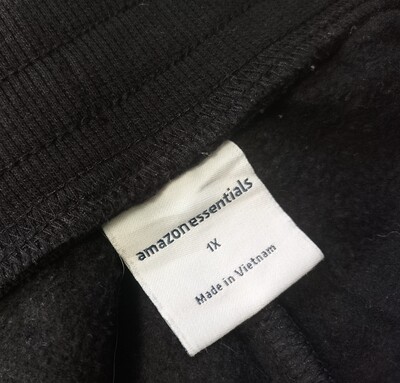 amazon essentials
1X
Made in Vietnam